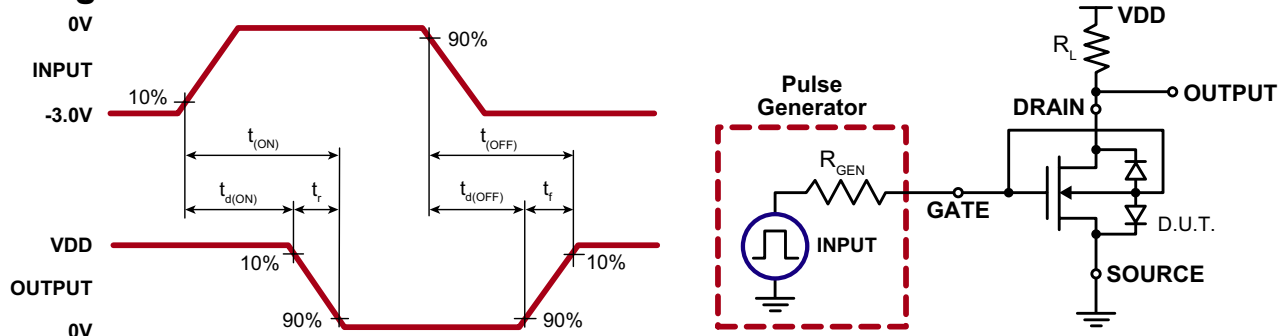 0V
INPUT
-3.0V
10%
90%
t(ON)
t(OFF)
td(ON)
tr
td(OFF)
tf
VDD
OUTPUT
0V
10%
90%
90%
10%
VDD
RL
OUTPUT
DRAIN
Pulse
Generator
RGEN
GATE
INPUT
D.U.T.
SOURCE